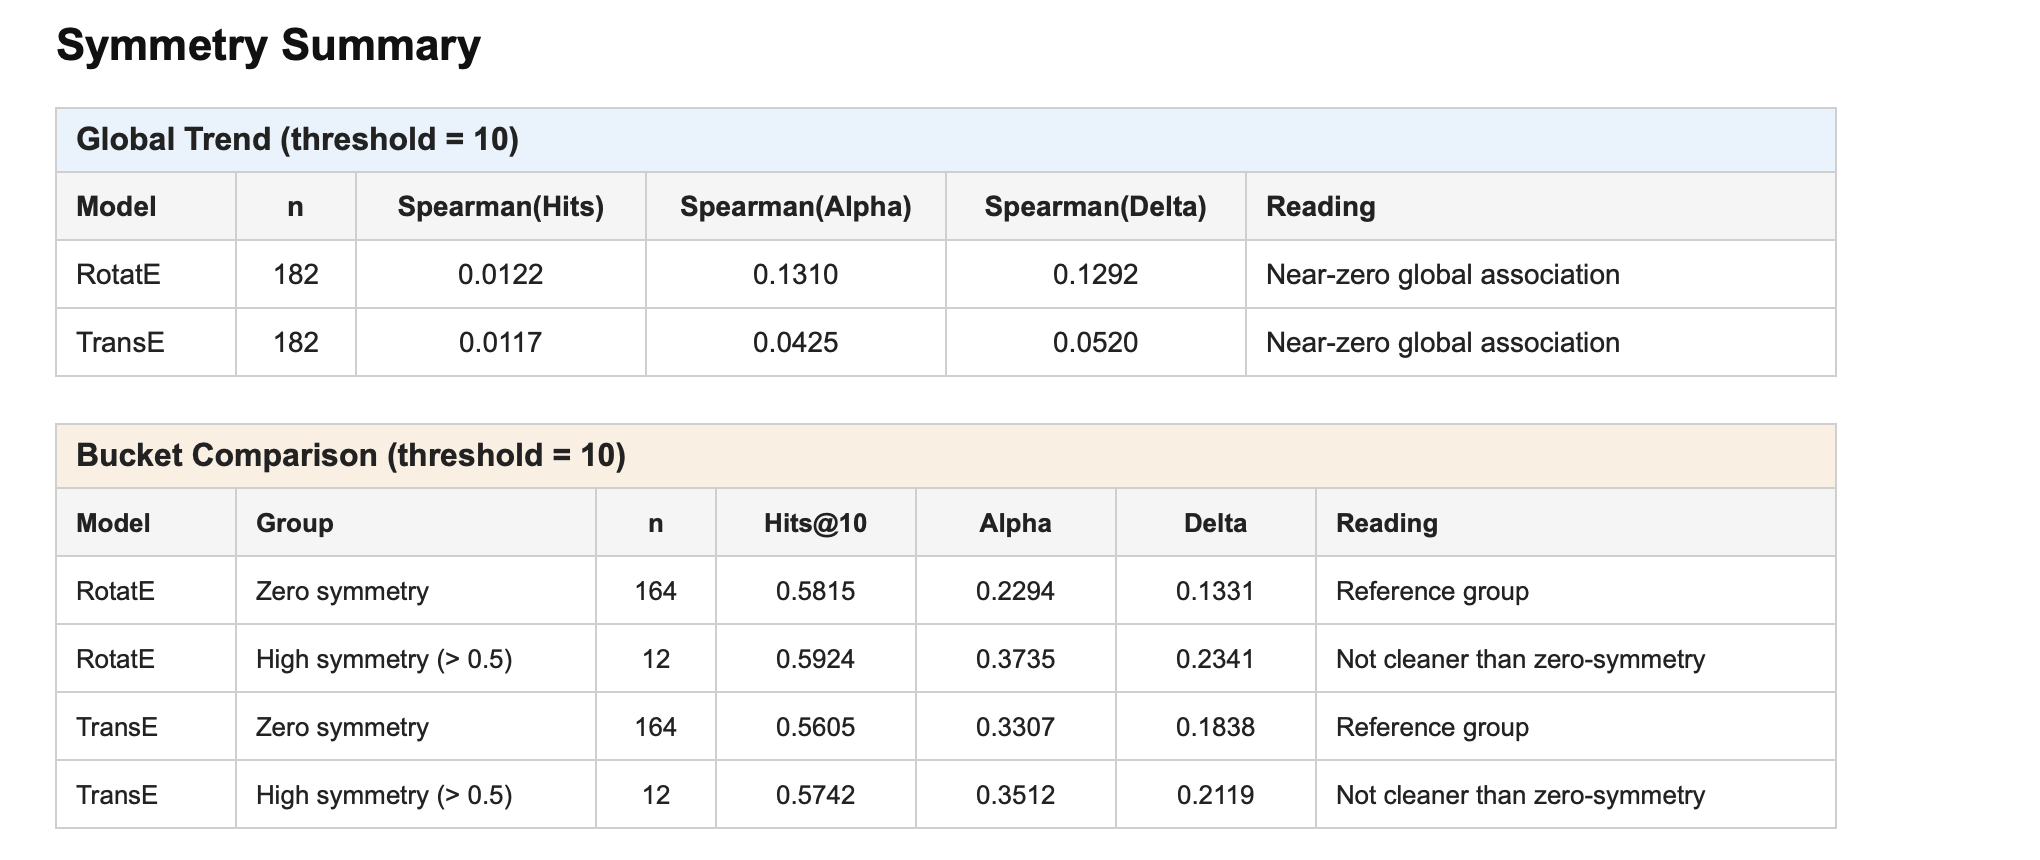 Symmetry Summary
Global Trend (threshold = 10)
Model n Spearman(Hits) Spearman(Alpha) Spearman(Delta) Reading
RotatE 182 0.0122 0.1310 0.1292 Near-zero global association
TransE 182 0.0117 0.0425 0.0520 Near-zero global association
Bucket Comparison (threshold = 10)
Model Group n Hits@10 Alpha Delta Reading
RotatE Zero symmetry 164 0.5815 0.2294 0.1331 Reference group
RotatE High symmetry (> 0.5) 12 0.5924 0.3735 0.2341 Not cleaner than zero-symmetry
TransE Zero symmetry 164 0.5605 0.3307 0.1838 Reference group
TransE High symmetry (> 0.5) 12 0.5742 0.3512 0.2119 Not cleaner than zero-symmetry